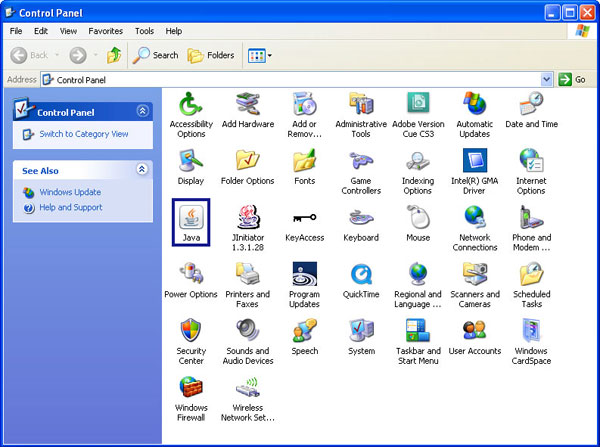 Control Panel
File Edit View Favorites Tools Help
Back Search Folders
Address Control Panel Go
Control Panel
Switch to Category View
See Also
Windows Update
Help and Support
Accessibility Options
Add Hardware
Add or Remov...
Administrative Tools
Adobe Version Cue CS3
Automatic Updates
Date and Time
Display
Folder Options
Fonts
Game Controllers
Indexing Options
Intel(R) GMA Driver
Internet Options
Java
JInitiator 1.3.1.28
KeyAccess
Keyboard
Mouse
Network Connections
Phone and Modem ...
Power Options
Printers and Faxes
Program Updates
QuickTime
Regional and Language ...
Scanners and Cameras
Scheduled Tasks
Security Center
Sounds and Audio Devices
Speech
System
Taskbar and Start Menu
User Accounts
Windows CardSpace
Windows Firewall
Wireless Network Set...